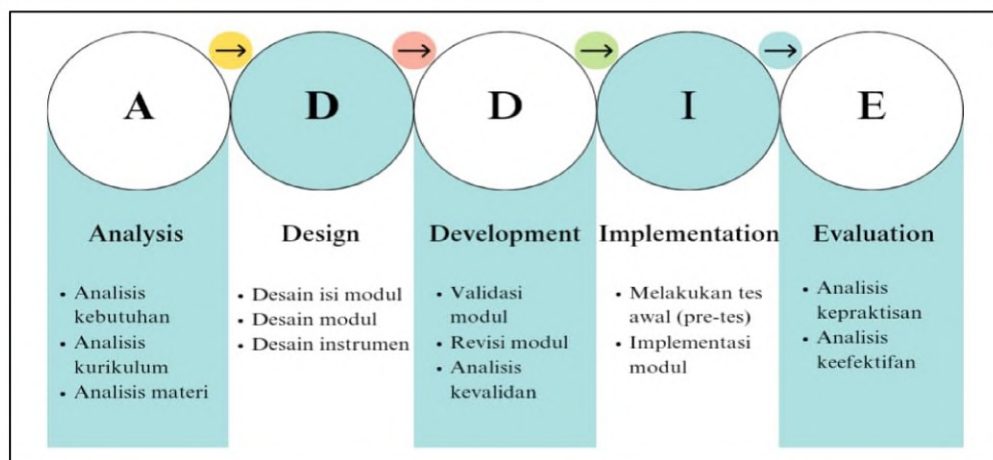 A
D
D
I
E
Analysis
• Analisis
kebutuhan
• Analisis
kurikulum
• Analisis materi
Design
• Desain isi modul
• Desain modul
• Desain instrumen
Development
• Validasi
modul
• Revisi modul
• Analisis
kevalidan
Implementation
• Melakukan tes
awal (pre-tes)
• Implementasi
modul
Evaluation
• Analisis
kepraktisan
• Analisis
keefektifan